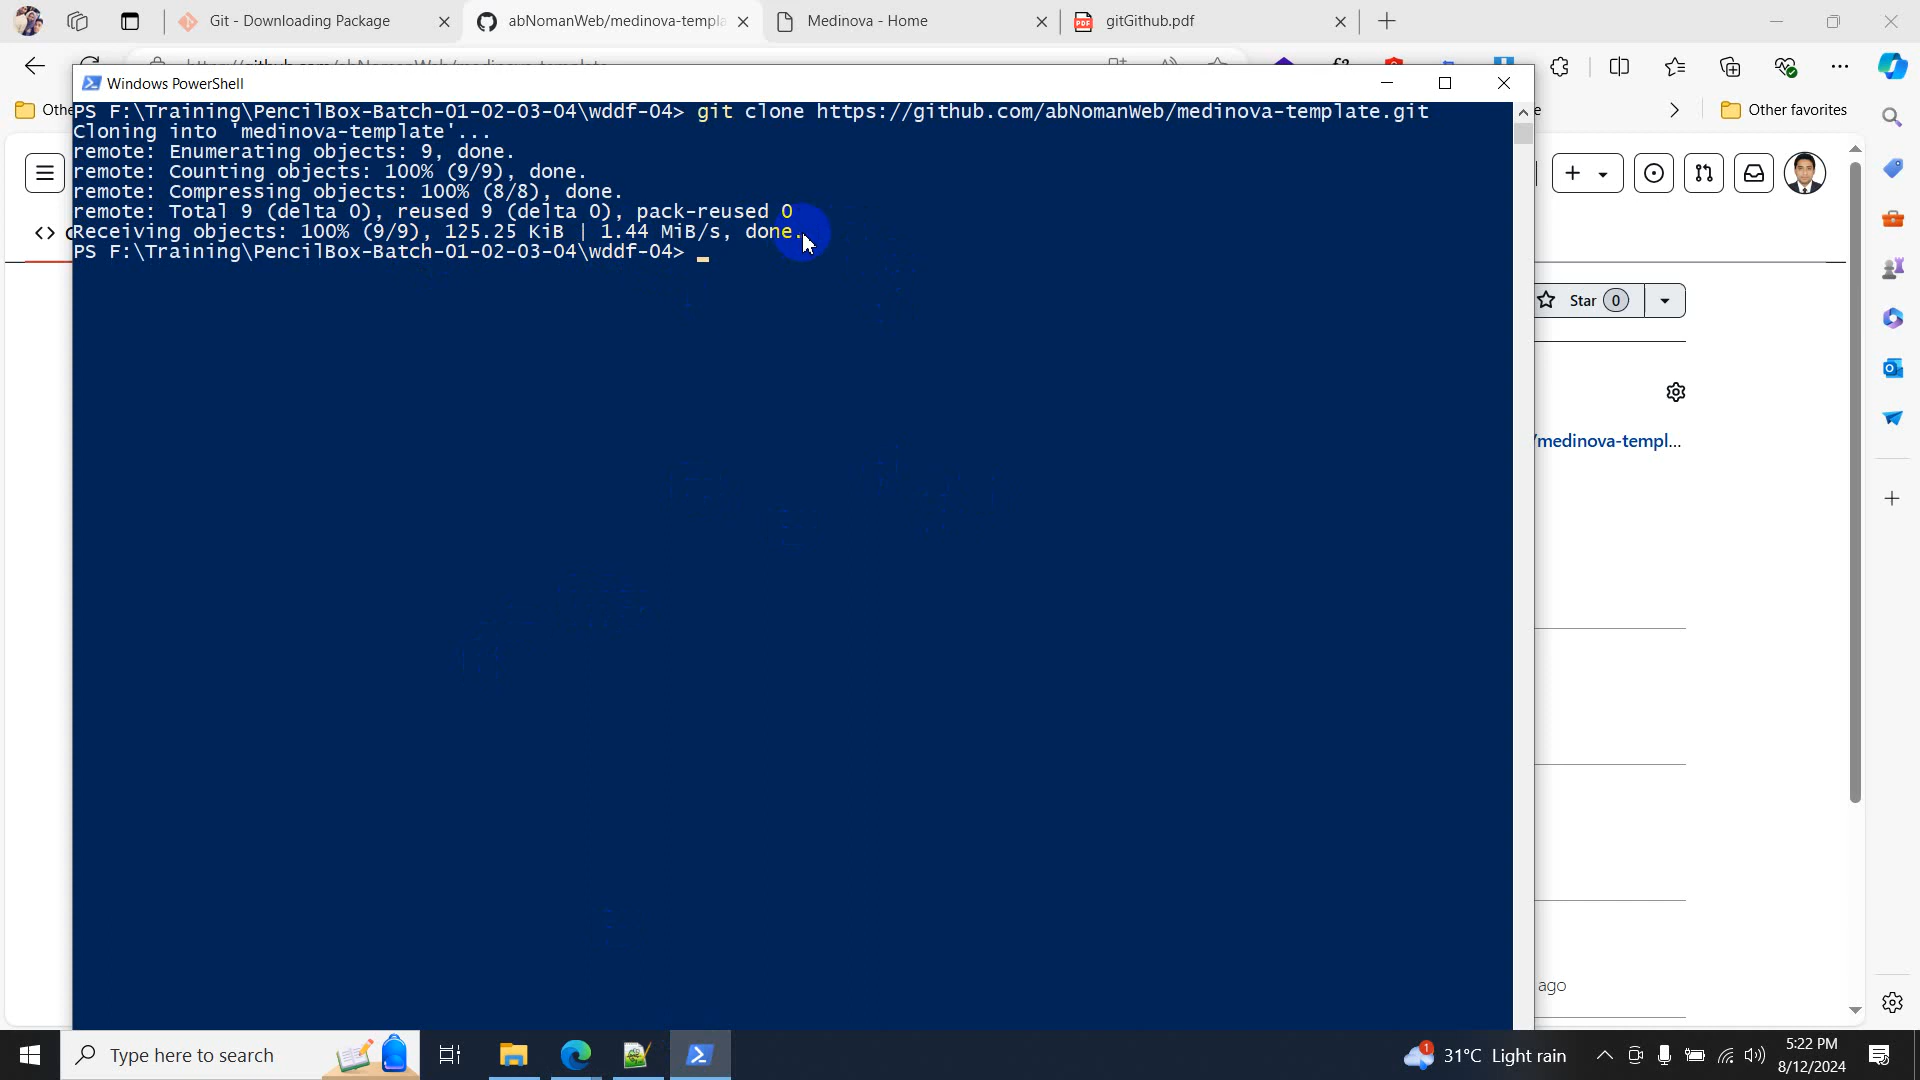 Git - Downloading Package
abNomanWeb/medinova-templa
Medinova - Home
gitGithub.pdf
Windows PowerShell
Other favorites
PS F:\Training\PencilBox-Batch-01-02-03-04\wddf-04> git clone https://github.com/abNomanWeb/medinova-template.git
Cloning into 'medinova-template'...
remote: Enumerating objects: 9, done.
remote: Counting objects: 100% (9/9), done.
remote: Compressing objects: 100% (8/8), done.
remote: Total 9 (delta 0), reused 9 (delta 0), pack-reused 0
Receiving objects: 100% (9/9), 125.25 KiB | 1.44 MiB/s, done.
PS F:\Training\PencilBox-Batch-01-02-03-04\wddf-04>
Star 0
/medinova-templ...
ago
Type here to search
31°C Light rain
5:22 PM
8/12/2024